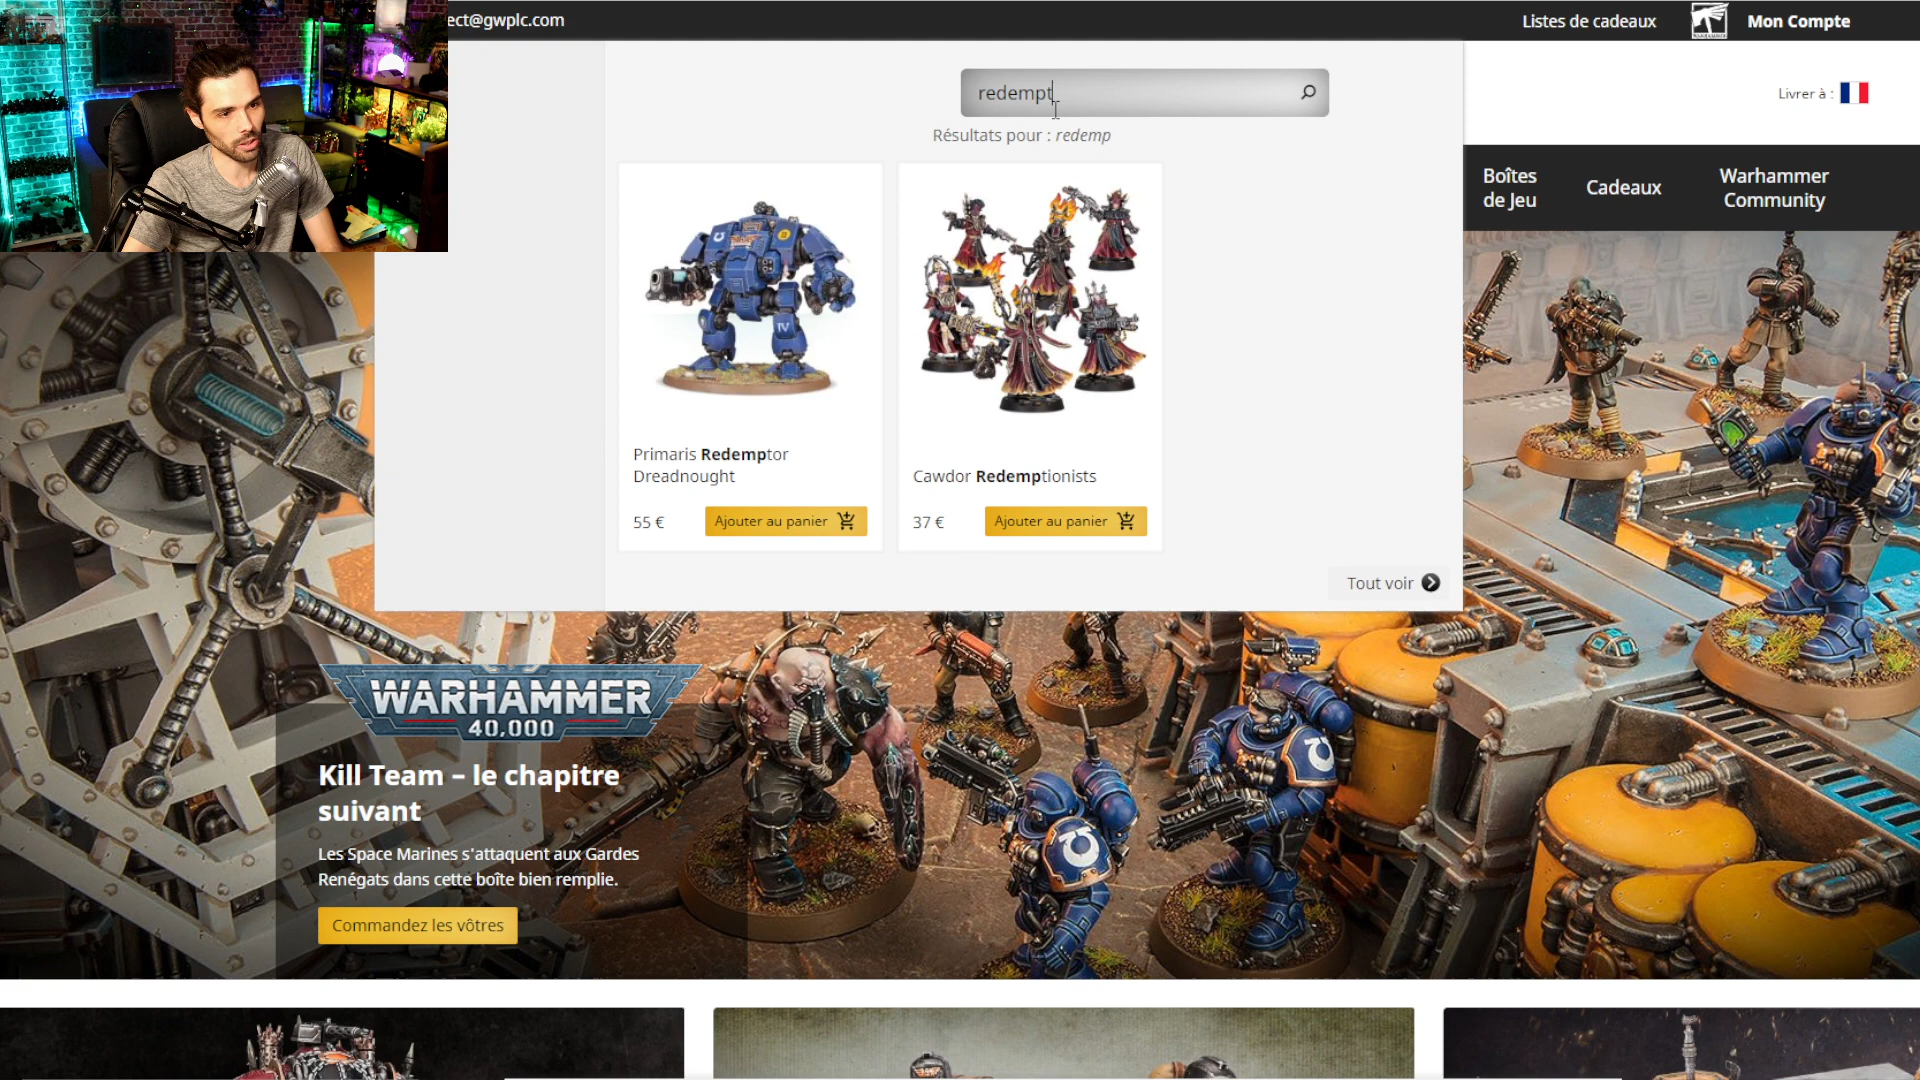 ect@gwplc.com
Listes de cadeaux
Mon Compte
redempt
Livrer à :
Résultats pour : redemp
Boîtes
de Jeu
Cadeaux
Warhammer
Community
Primaris Redemptor
Dreadnought
55 €
Ajouter au panier
Cawdor Redemptionists
37 €
Ajouter au panier
Tout voir
WARHAMMER
40,000
Kill Team – le chapitre
suivant
Les Space Marines s'attaquent aux Gardes
Renégats dans cette boîte bien remplie.
Commandez les vôtres
IV